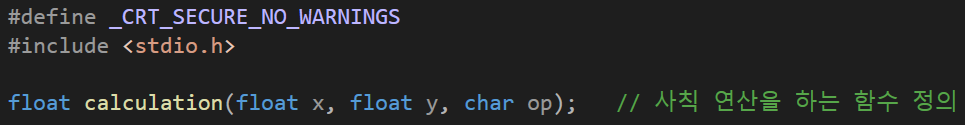 #define _CRT_SECURE_NO_WARNINGS
#include <stdio.h>
float calculation(float x, float y, char op);   // 사칙 연산을 하는 함수 정의